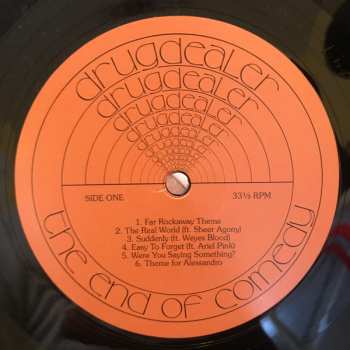 drugdealer
drugdealer
drugdealer
drugdealer
drugdealer
SIDE ONE
33⅓ RPM
1. Far Rockaway Theme
2. The Real World (ft. Sheer Agony)
3. Suddenly (ft. Weyes Blood)
4. Easy To Forget (ft. Ariel Pink)
5. Were You Saying Something?
6. Theme for Alessandro
the end of comedy